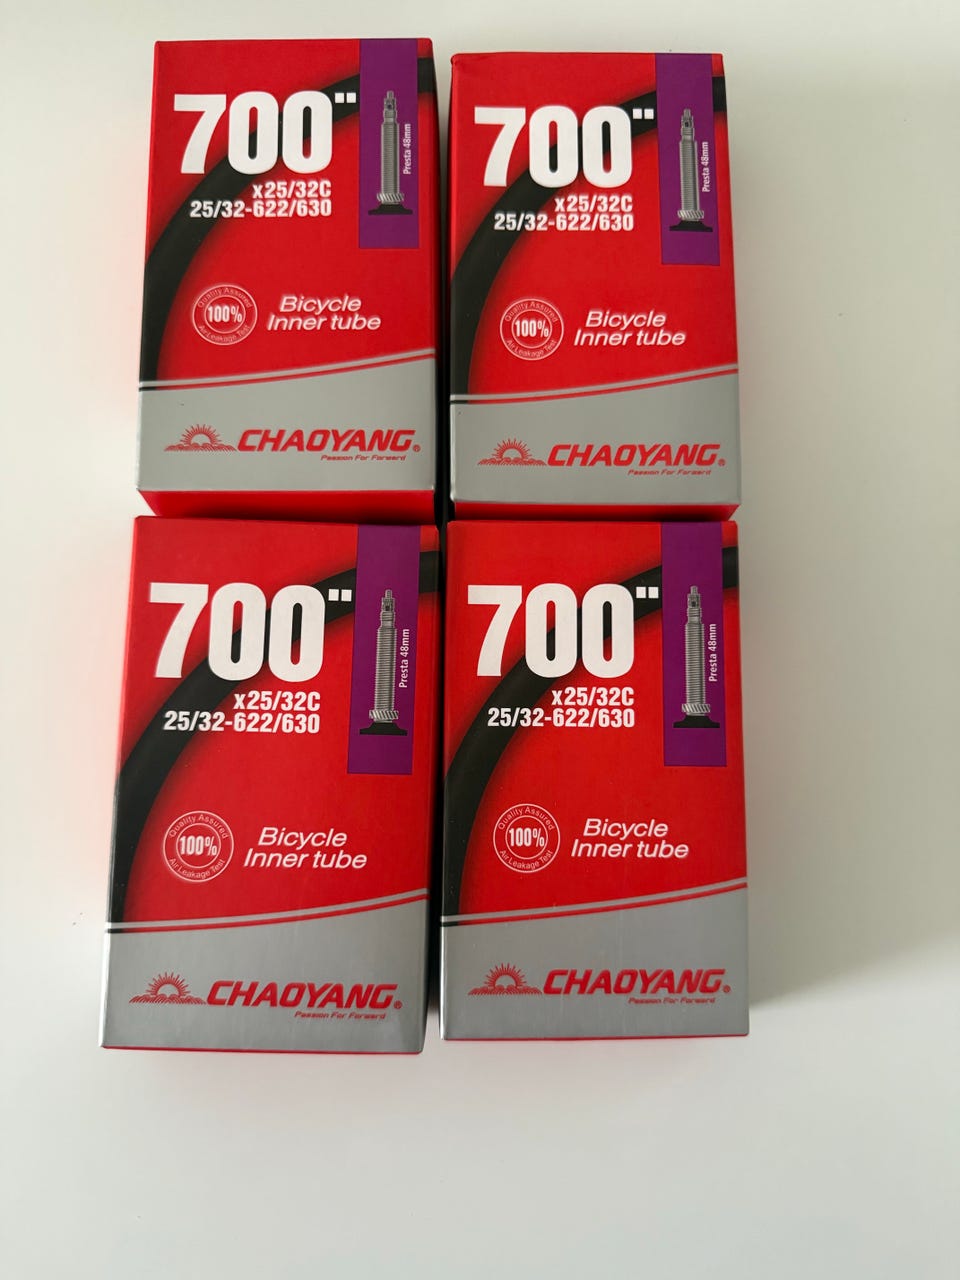 700"
x25/32C
25/32-622/630
Presta 48mm
Quality Assured
100%
Air Leakage Test
Bicycle
Inner tube
CHAOYANG®
Passion For Forward
700"
x25/32C
25/32-622/630
Presta 48mm
Quality Assured
100%
Air Leakage Test
Bicycle
Inner tube
CHAOYANG®
Passion For Forward
700"
x25/32C
25/32-622/630
Presta 48mm
Quality Assured
100%
Air Leakage Test
Bicycle
Inner tube
CHAOYANG®
Passion For Forward
700"
x25/32C
25/32-622/630
Presta 48mm
Quality Assured
100%
Air Leakage Test
Bicycle
Inner tube
CHAOYANG®
Passion For Forward